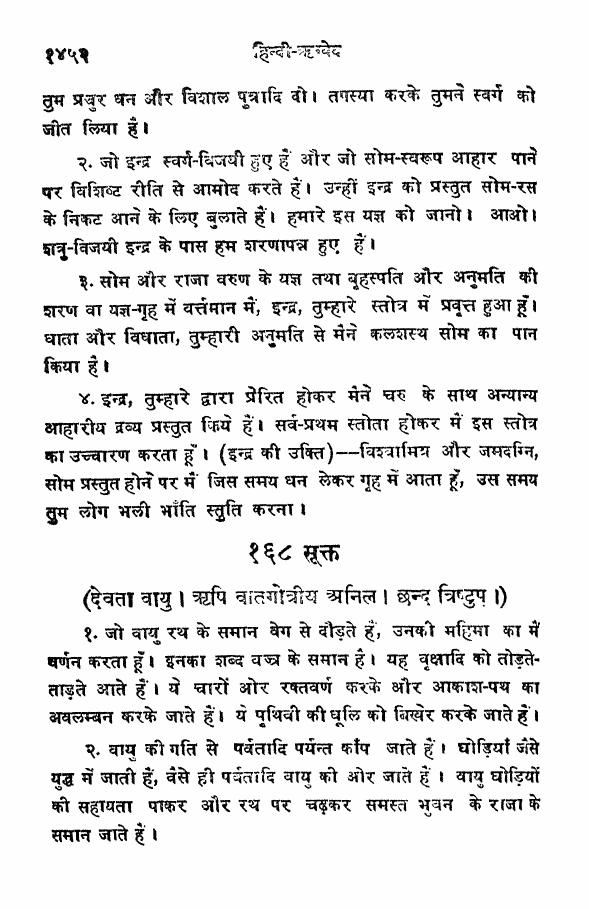 १४५२ हिन्दी-ऋग्वेद
तुम प्रचुर धन और विशाल पुत्रादि दो। तपस्या करके तुमने स्वर्ग को
जीत लिया है।
२. जो इन्द्र स्वर्ग-विजयी हुए हैं और जो सोम-स्वरूप आहार पाने
पर विशिष्ट रीति से आमोद करते हैं। उन्हीं इन्द्र को प्रस्तुत सोम-रस
के निकट आने के लिए बुलाते हैं। हमारे इस यज्ञ को जानो। आओ।
शत्रु-विजयी इन्द्र के पास हम शरणापन्न हुए हैं।
३. सोम और राजा वरुण के यज्ञ तथा बृहस्पति और अनुमति की
शरण वा यज्ञ-गृह में वर्त्तमान मैं, इन्द्र, तुम्हारे स्तोत्र में प्रवृत्त हुआ हूँ।
धाता और विधाता, तुम्हारी अनुमति से मैंने कलशस्थ सोम का पान
किया है।
४. इन्द्र, तुम्हारे द्वारा प्रेरित होकर मैंने चरु के साथ अन्यान्य
आहारीय द्रव्य प्रस्तुत किये हैं। सर्व-प्रथम स्तोता होकर मैं इस स्तोत्र
का उच्चारण करता हूँ। (इन्द्र की उक्ति)--विश्वामित्र और जमदग्नि,
सोम प्रस्तुत होने पर मैं जिस समय धन लेकर गृह में आता हूँ, उस समय
तुम लोग भली भाँति स्तुति करना।
१६८ सूक्त
(देवता वायु। ऋषि वातगोत्रीय अनिल। छन्द त्रिष्टुप।)
१. जो वायु रथ के समान वेग से दौड़ते हैं, उनकी महिमा का मैं
वर्णन करता हूँ। इनका शब्द वज्र के समान है। यह वृक्षादि को तोड़ते-
ताड़ते आते हैं। ये चारों ओर रक्तवर्ण करके और आकाश-पथ का
अवलम्बन करके जाते हैं। ये पृथिवी की धूलि को बिखेर करके जाते हैं।
२. वायु की गति से पर्वतादि पर्यन्त काँप जाते हैं। घोड़ियाँ जैसे
युद्ध में जाती हैं, वैसे ही पर्वतादि वायु की ओर जाते हैं। वायु घोड़ियों
की सहायता पाकर और रथ पर चढ़कर समस्त भुवन के राजा के
समान जाते हैं।